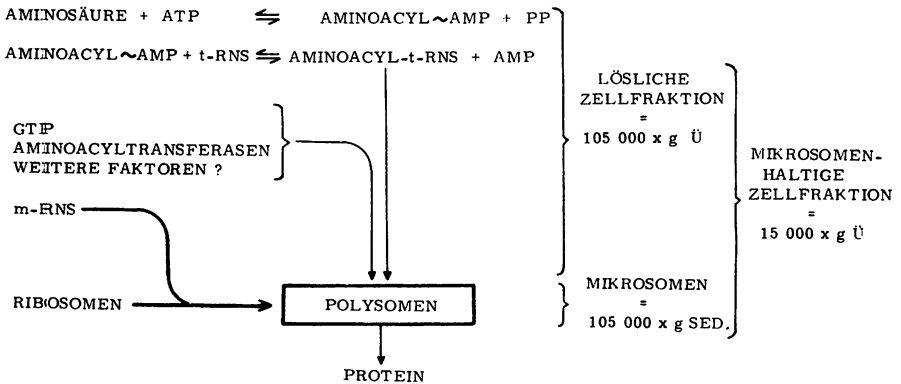 AMINOSÄURE + ATP ⇋ AMINOACYL~AMP + PP
AMINOACYL~AMP + t-RNS ⇋ AMINOACYL-t-RNS + AMP
GTP
AMINOACYLTRANSFERASEN
WEITERE FAKTOREN ?
m-RNS
RIBOSOMEN
POLYSOMEN
PROTEIN
LÖSLICHE
ZELLFRAKTION
=
105 000 x g Ü
MIKROSOMEN
=
105 000 x g SED.
MIKROSOMEN-
HALTIGE
ZELLFRAKTION
=
15 000 x g Ü